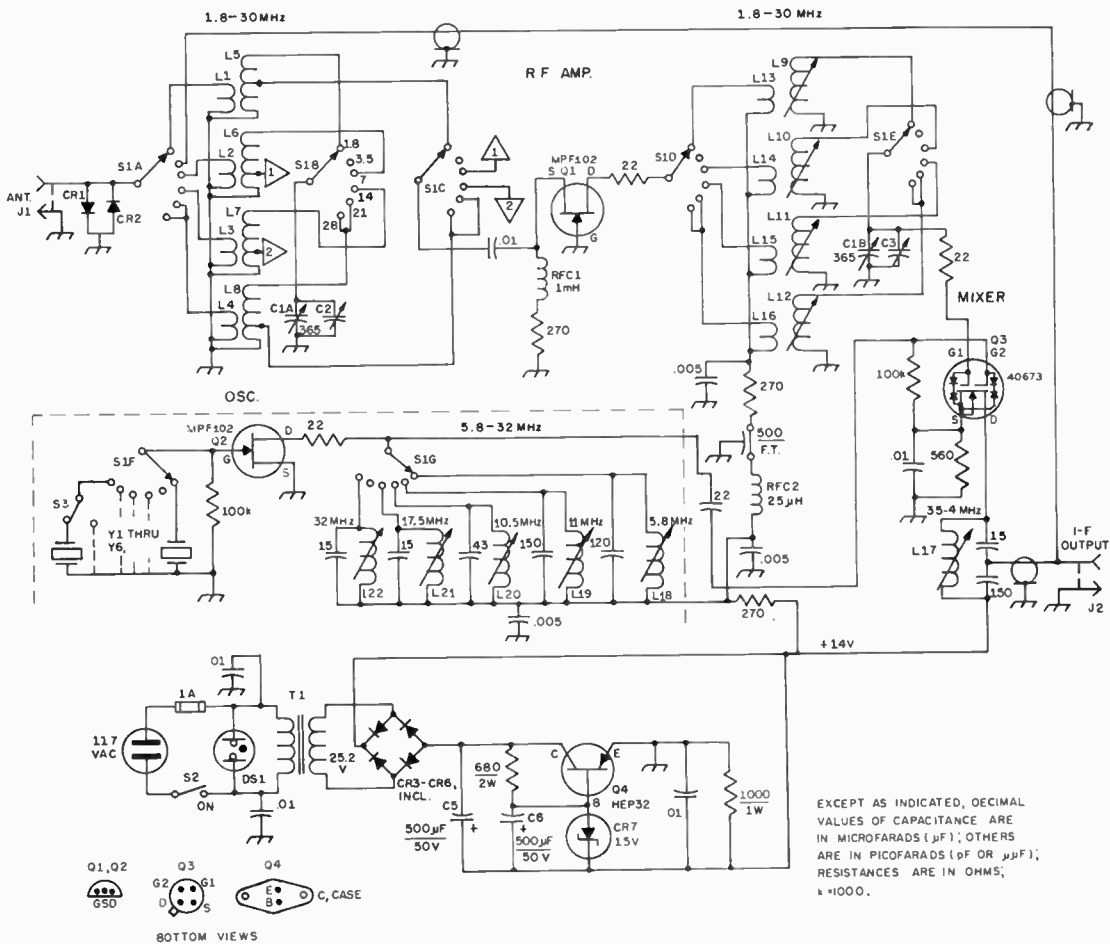 1.8-30 MHz
1.8-30 MHz
L5
L1
R F AMP.
L9
L13
L6
L2
S1A
1
S1B
1.8
3.5
7
14
21
28
S1C
1
2
MPF102
S Q1 D
G
22
S1D
L10
L14
S1E
ANT.
J1
CR1
CR2
L7
L3
2
.01
L11
L15
C1B
365
C3
22
L8
L4
C1A
365
C2
RFC1
1mH
270
L12
L16
MIXER
.005
270
100k
G1
Q3
G2
40673
S
D
OSC.
MPF102
Q2
D
G
S
22
5.8-32 MHz
500
F.T.
.01
560
S1F
S1G
S3
100k
22
RFC2
25µH
Y1 THRU
Y6,
32MHz
17.5MHz
10.5MHz
11MHz
5.8MHz
15
15
43
150
120
L22
L21
L20
L19
L18
.005
.005
270
35-4 MHz
L17
15
150
I-F
OUTPUT
J2
+14V
01
1A
T1
117
VAC
DS1
25.2
V
S2
ON
.01
CR3-CR6,
INCL.
C5
500µF
50V
680
2W
C6
500µF
50V
C
E
B
Q4
HEP32
CR7
15V
01
1000
1W
EXCEPT AS INDICATED, DECIMAL
VALUES OF CAPACITANCE ARE
IN MICROFARADS (µF); OTHERS
ARE IN PICOFARADS (pF OR µµF);
RESISTANCES ARE IN OHMS;
k =1000.
Q1, Q2
GSD
Q3
G2
G1
D
S
Q4
E
B
C, CASE
BOTTOM VIEWS